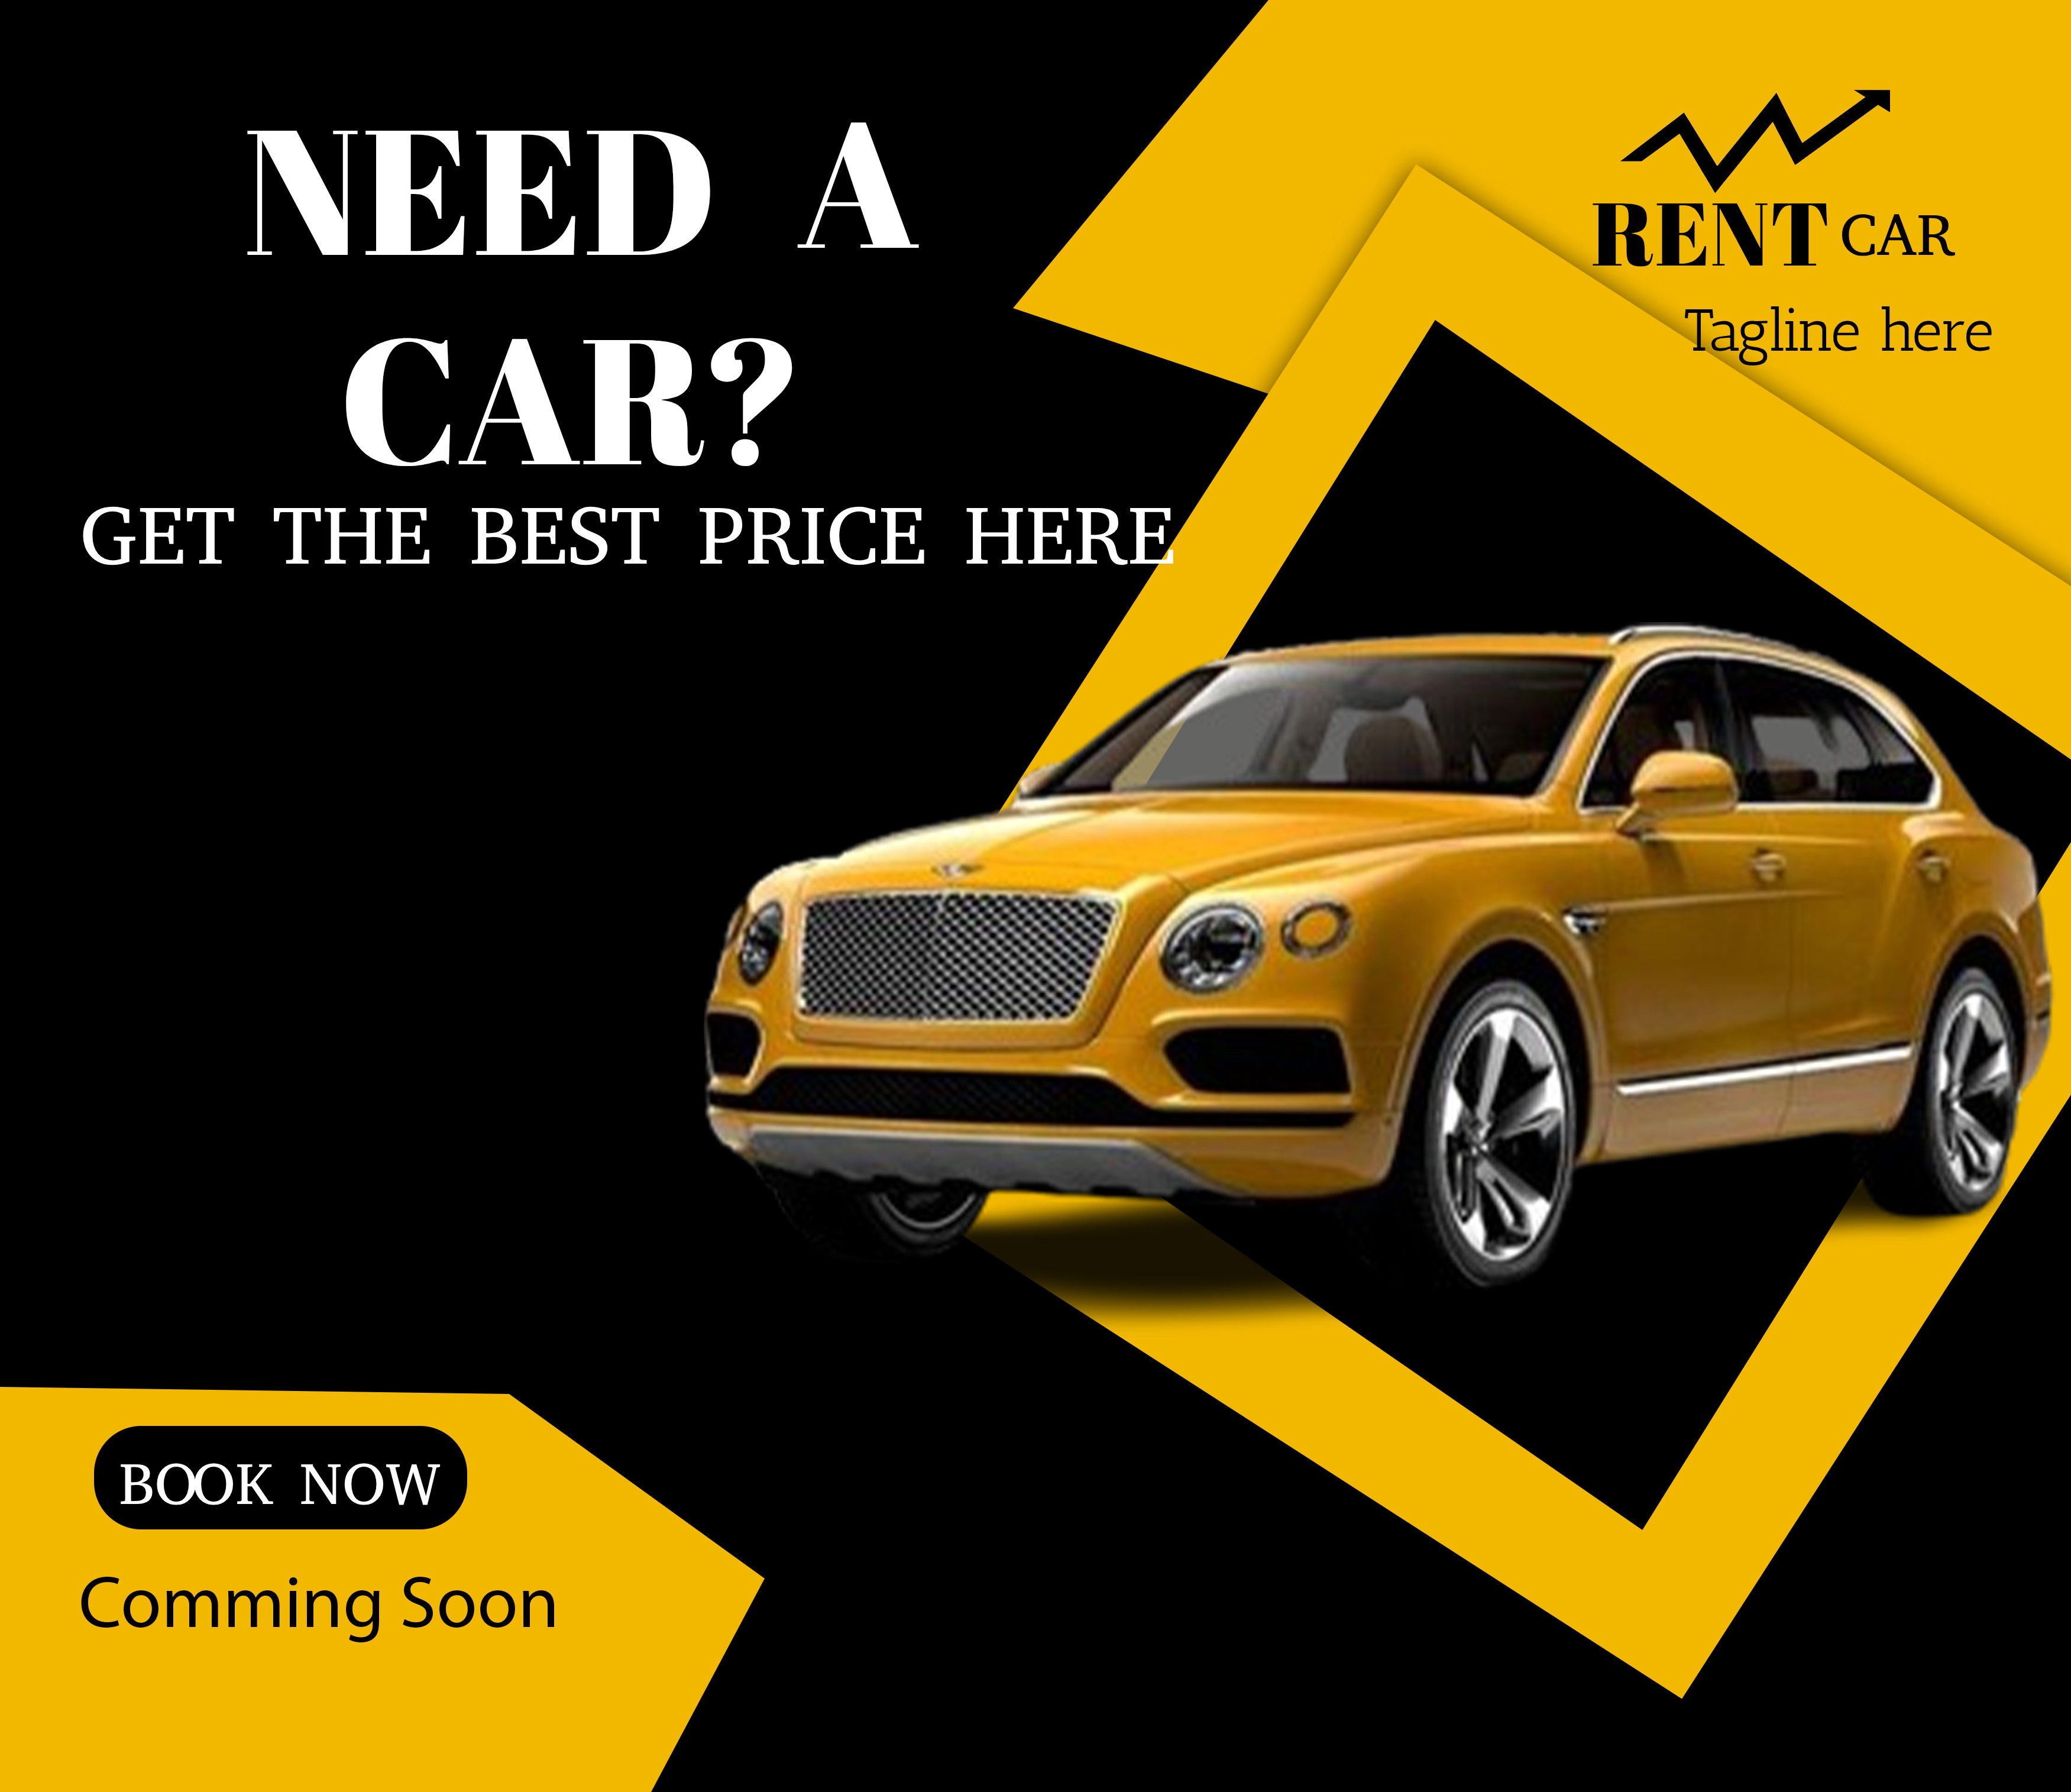 NEED A
CAR?
GET THE BEST PRICE HERE
RENT CAR
Tagline here
BOOK NOW
Comming Soon